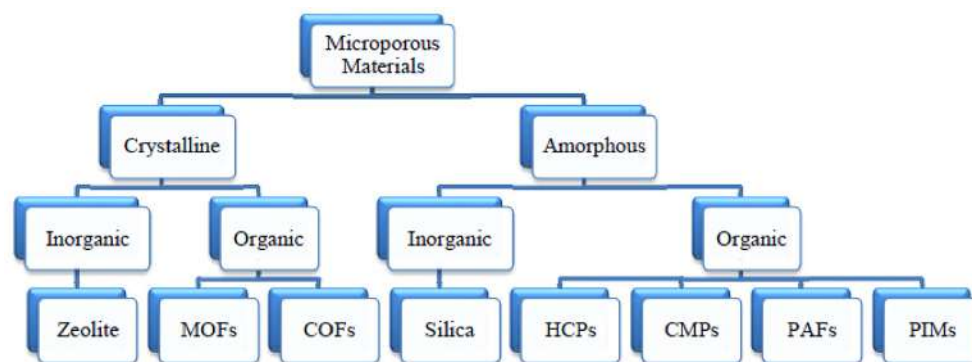 Microporous
Materials
Crystalline
Amorphous
Inorganic
Organic
Inorganic
Organic
Zeolite
MOFs
COFs
Silica
HCPs
CMPs
PAFs
PIMs